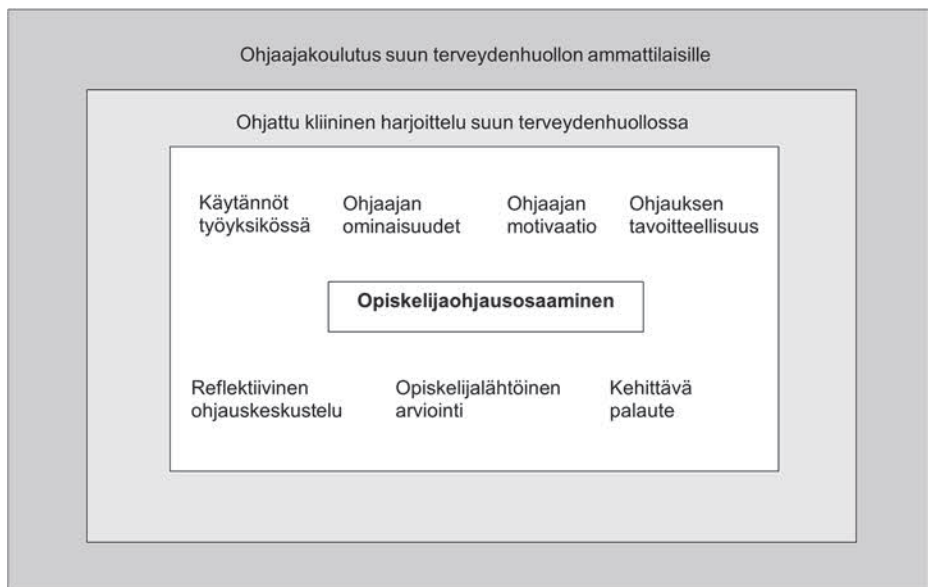 Ohjaajakoulutus suun terveydenhuollon ammattilaisille
Ohjattu kliininen harjoittelu suun terveydenhuollossa
Käytännöt
työyksikössä
Ohjaajan
ominaisuudet
Ohjaajan
motivaatio
Ohjauksen
tavoitteellisuus
Opiskelijaohjausosaaminen
Reflektiivinen
ohjauskeskustelu
Opiskelijalähtöinen
arviointi
Kehittävä
palaute